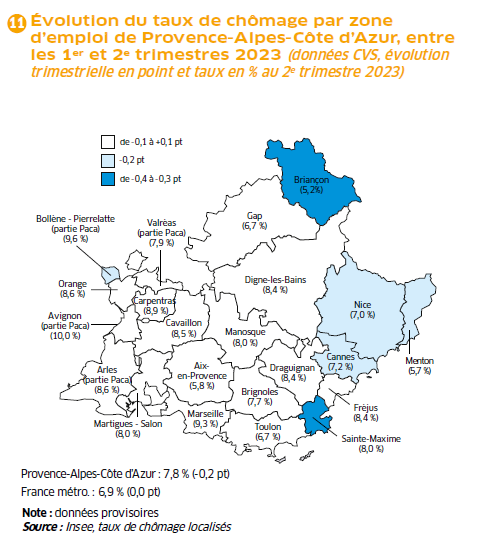 11 Évolution du taux de chômage par zone
d'emploi de Provence-Alpes-Côte d'Azur, entre
les 1er et 2e trimestres 2023 (données CVS, évolution
trimestrielle en point et taux en % au 2e trimestre 2023)
de -0,1 à +0,1 pt
-0,2 pt
de -0,4 à -0,3 pt
Briançon
(5,2%)
Gap
(6,7 %)
Bollène - Pierrelatte
(partie Paca)
(9,6 %)
Valréas
(partie Paca)
(7,9 %)
Orange
(8,6 %)
Carpentras
(8,9 %)
Digne-les-Bains
(8,4 %)
Nice
(7,0 %)
Avignon
(partie Paca)
(10,0 %)
Cavaillon
(8,5 %)
Manosque
(8,0 %)
Cannes
(7,2 %)
Menton
(5,7 %)
Arles
(partie Paca)
(8,6 %)
Aix-
en-Provence
(5,8 %)
Draguignan
(8,4 %)
Brignoles
(7,7 %)
Fréjus
(8,4 %)
Martigues - Salon
(8,0 %)
Marseille
(9,3 %)
Toulon
(6,7 %)
Sainte-Maxime
(8,0 %)
Provence-Alpes-Côte d'Azur : 7,8 % (-0,2 pt)
France métro. : 6,9 % (0,0 pt)
Note : données provisoires
Source : Insee, taux de chômage localisés